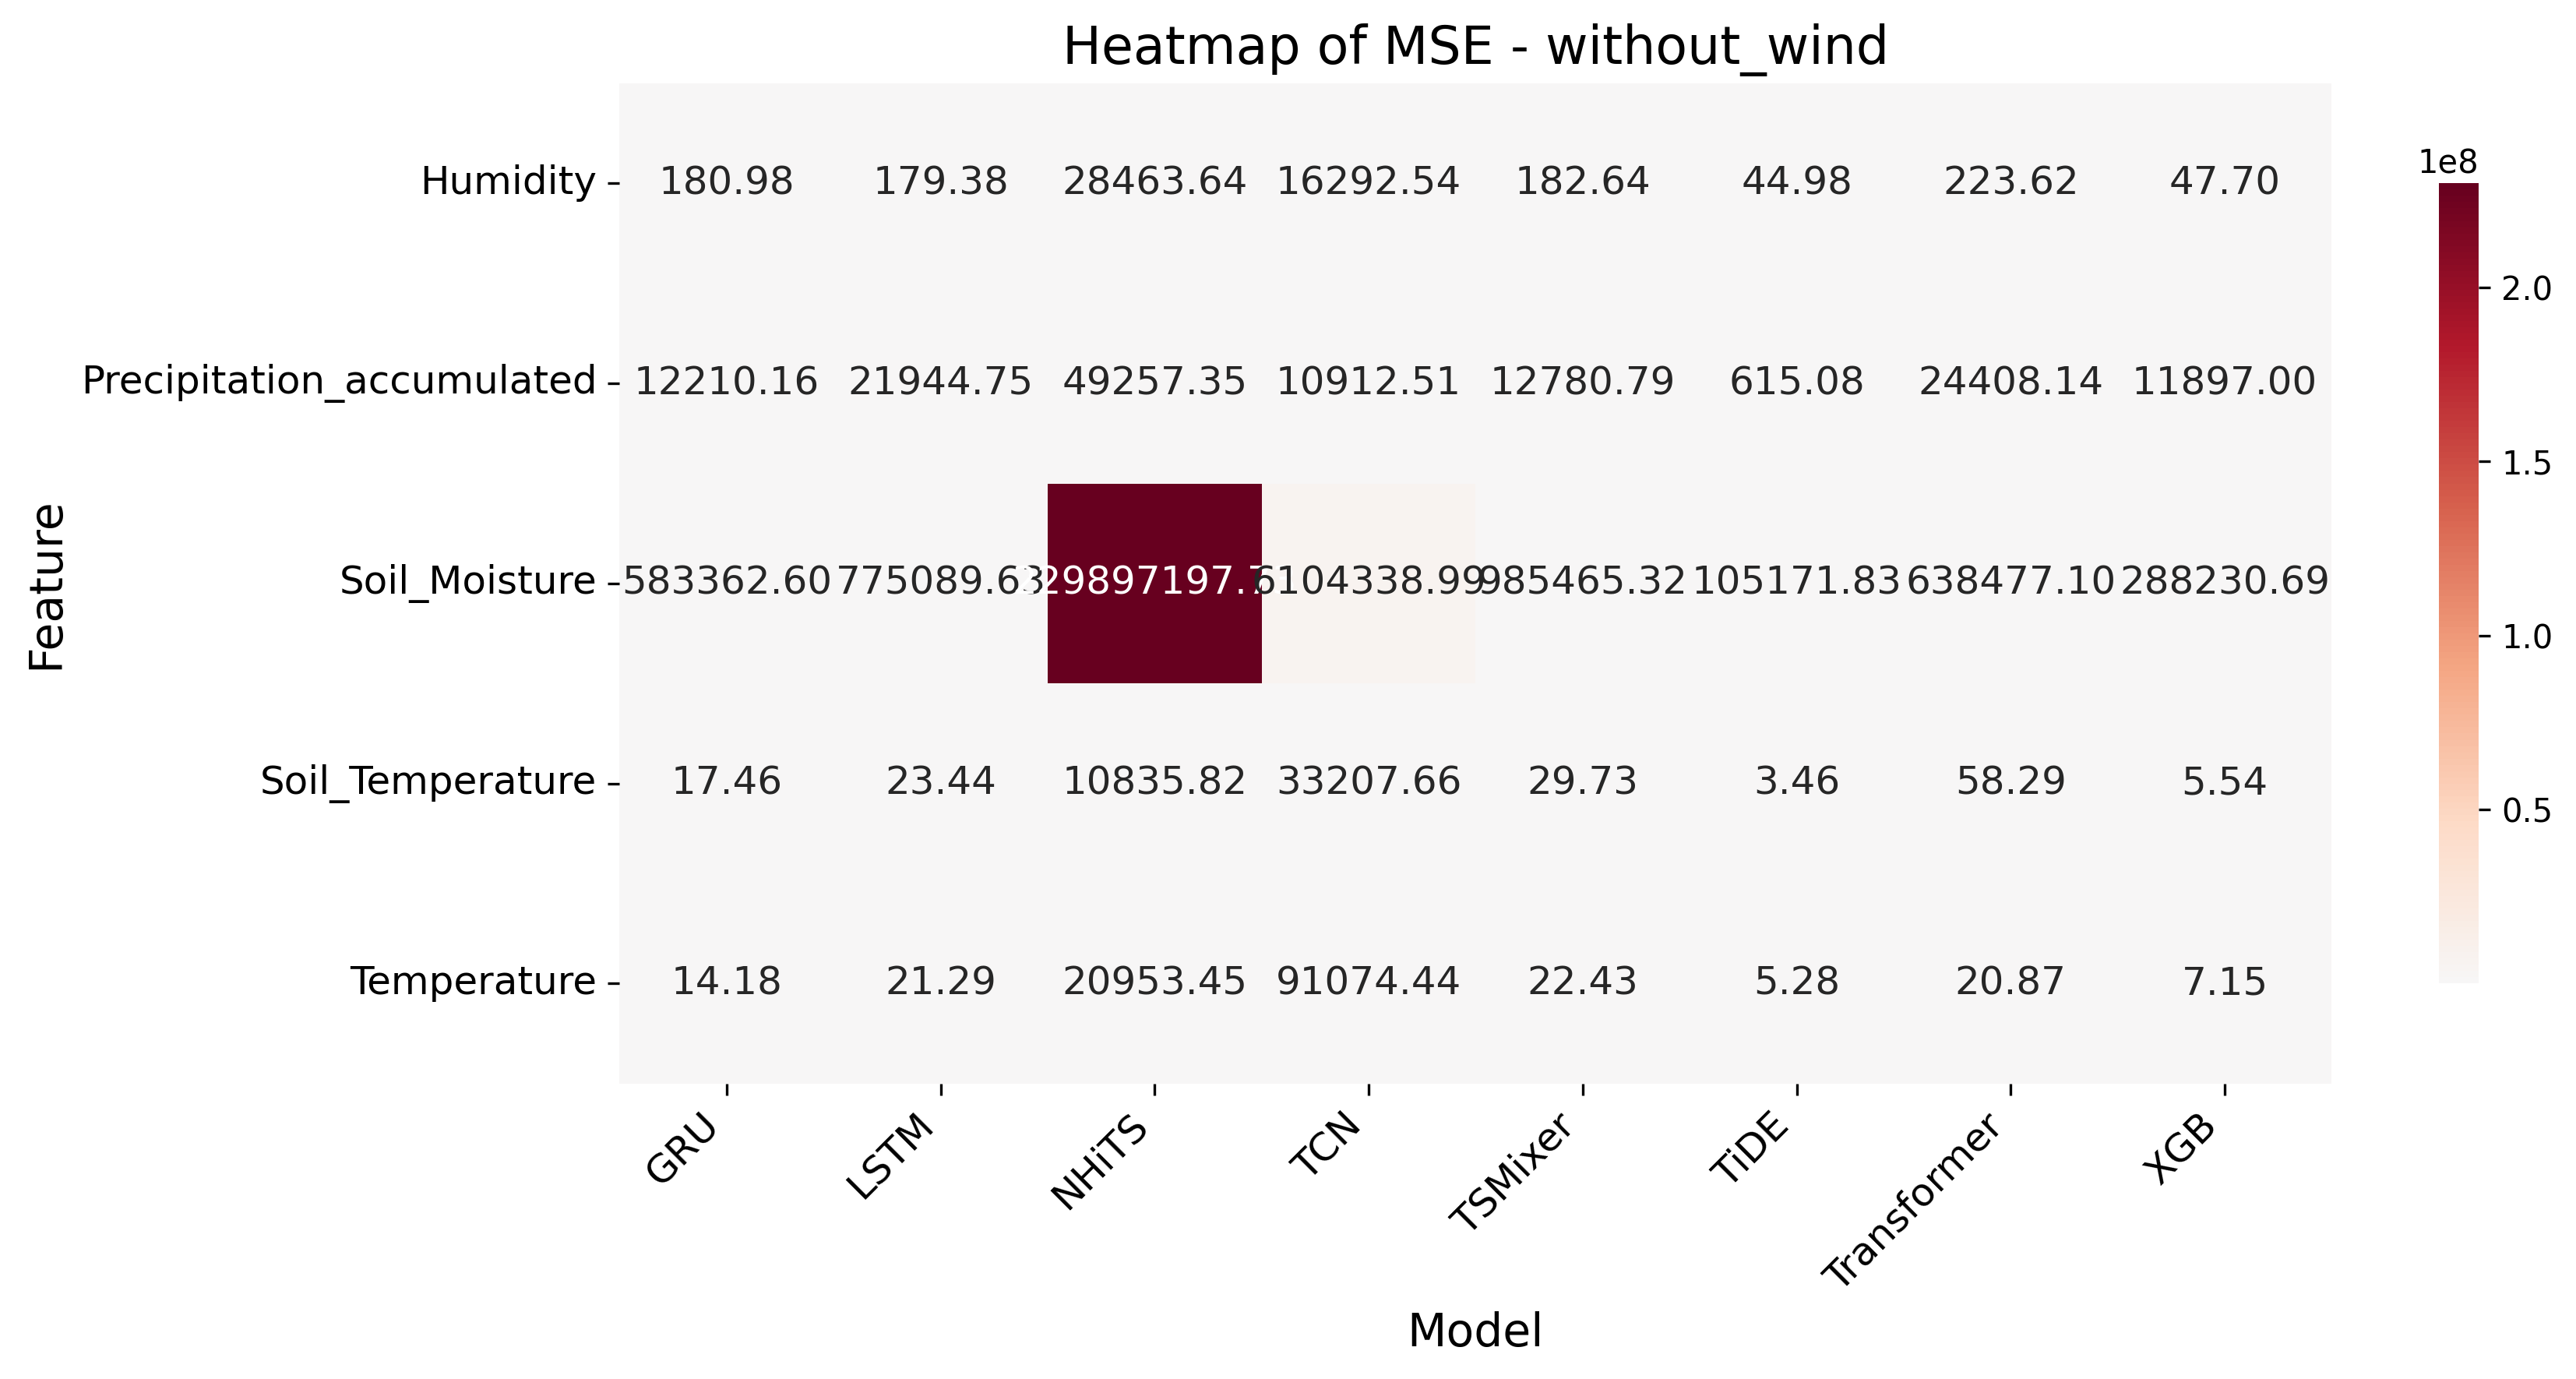 Heatmap of MSE - without_wind
1e8
Humidity 180.98 179.38 28463.64 16292.54 182.64 44.98 223.62 47.70
2.0
Precipitation_accumulated 12210.16 21944.75 49257.35 10912.51 12780.79 615.08 24408.14 11897.00
1.5
Soil_Moisture 583362.60 775089.63 6104338.99 985465.32 105171.83 638477.10 288230.69
1.0
Soil_Temperature 17.46 23.44 10835.82 33207.66 29.73 3.46 58.29 5.54
0.5
Temperature 14.18 21.29 20953.45 91074.44 22.43 5.28 20.87 7.15
Feature
GRU LSTM NHiTS TCN TSMixer TiDE Transformer XGB
Model